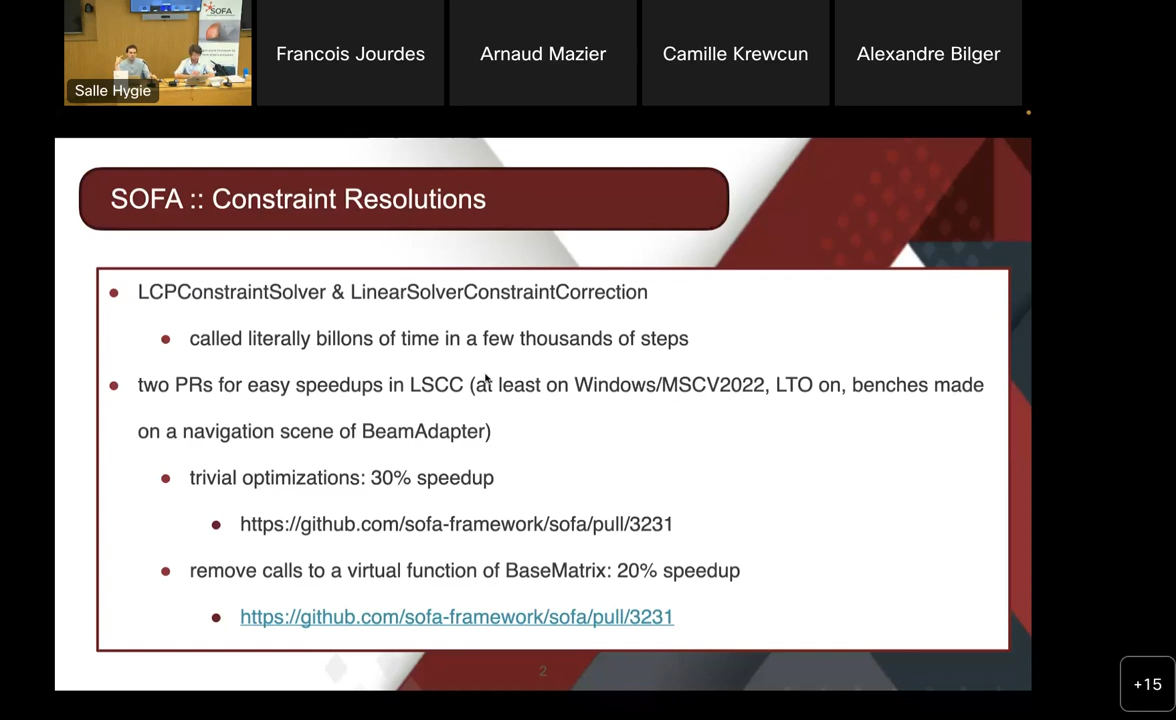 SOFA
Salle Hygie
Francois Jourdes
Arnaud Mazier
Camille Krewcun
Alexandre Bilger
SOFA :: Constraint Resolutions
LCPConstraintSolver & LinearSolverConstraintCorrection
called literally billons of time in a few thousands of steps
two PRs for easy speedups in LSCC (at least on Windows/MSCV2022, LTO on, benches made
on a navigation scene of BeamAdapter)
trivial optimizations: 30% speedup
https://github.com/sofa-framework/sofa/pull/3231
remove calls to a virtual function of BaseMatrix: 20% speedup
https://github.com/sofa-framework/sofa/pull/3231
2
+15